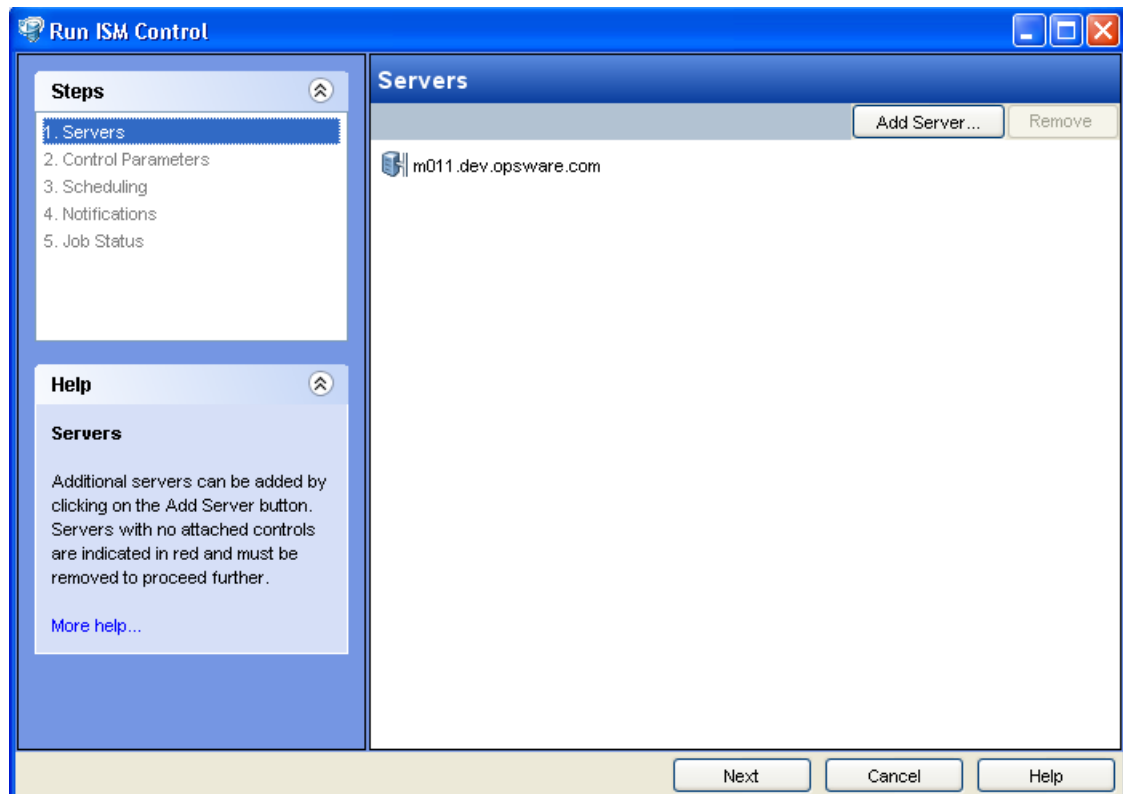 Run ISM Control
Steps
1. Servers
2. Control Parameters
3. Scheduling
4. Notifications
5. Job Status
Help
Servers
Additional servers can be added by
clicking on the Add Server button.
Servers with no attached controls
are indicated in red and must be
removed to proceed further.
More help...
Servers
Add Server...
Remove
m011.dev.opsware.com
Next
Cancel
Help